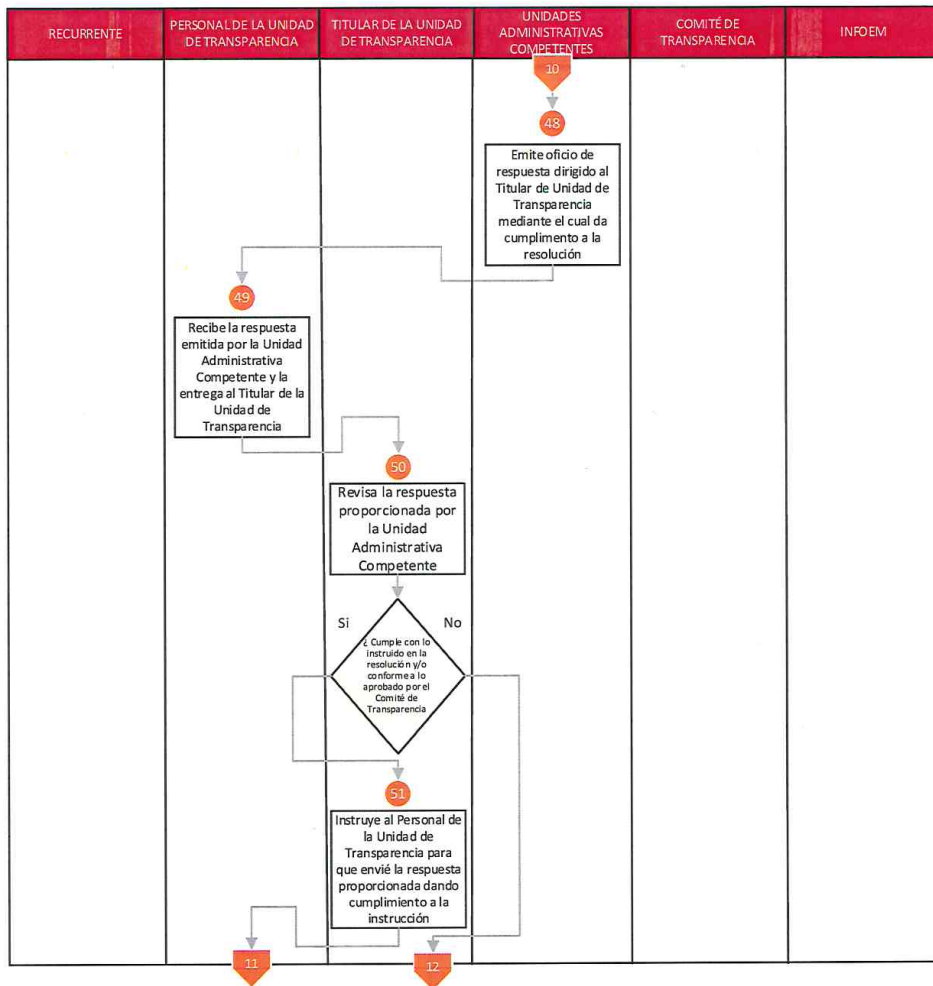 RECURRENTE
PERSONAL DE LA UNIDAD
DE TRANSPARENCIA
TITULAR DE LA UNIDAD
DE TRANSPARENCIA
UNIDADES
ADMINISTRATIVAS
COMPETENTES
COMITÉ DE
TRANSPARENCIA
INFOEM
10
48
Emite oficio de
respuesta dirigido al
Titular de Unidad de
Transparencia
mediante el cual da
cumplimento a la
resolución
49
Recibe la respuesta
emitida por la Unidad
Administrativa
Competente y la
entrega al Titular de la
Unidad de
Transparencia
50
Revisa la respuesta
proporcionada por
la Unidad
Administrativa
Competente
Si
No
¿ Cumple con lo
instruido en la
resolución y/o
conforme a lo
aprobado por el
Comité de
Transparencia
51
Instruye al Personal de
la Unidad de
Transparencia para
que envié la respuesta
proporcionada dando
cumplimiento a la
instrucción
11
12